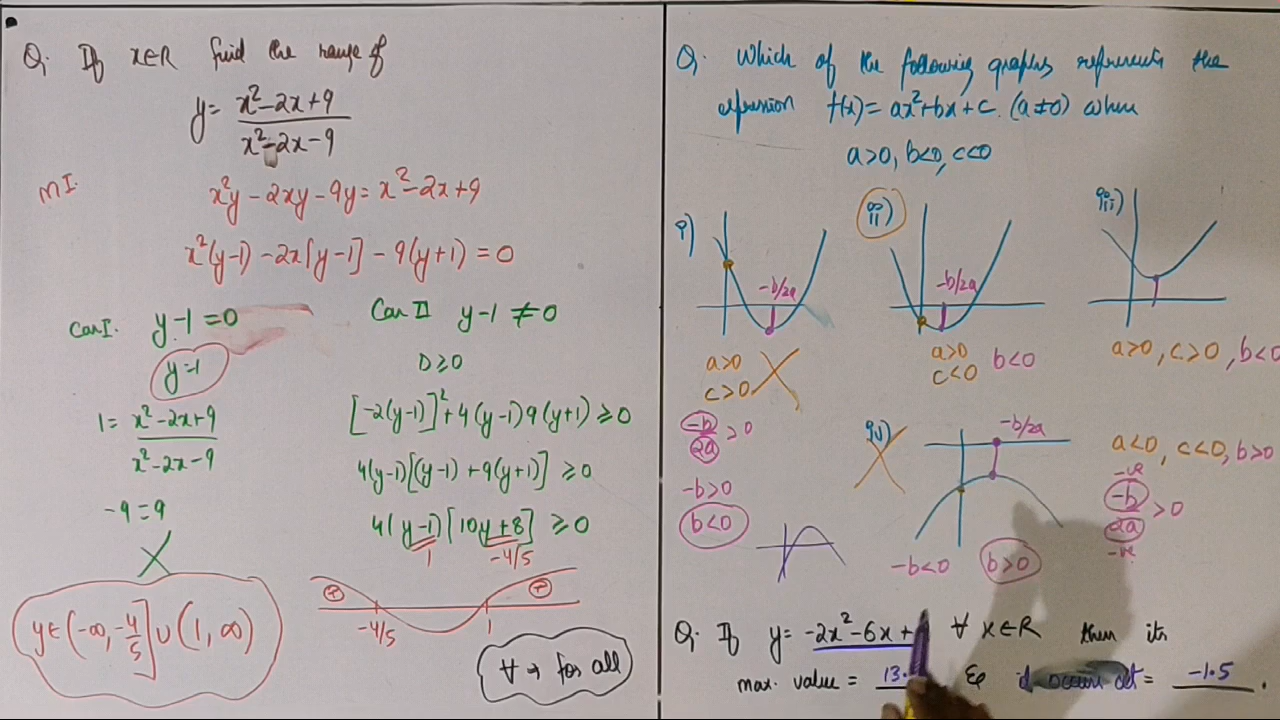 Q. If x∈R find the range of
y = (x²-2x+9)/(x²-2x-9)
M I.
x²y - 2xy - 9y = x² - 2x + 9
x²(y-1) - 2x[y-1] - 9(y+1) = 0
Case I. y-1 = 0
y=1
1 = (x²-2x+9)/(x²-2x-9)
-9 = 9
Case II y-1 ≠ 0
D ≥ 0
[-2(y-1)]² + 4(y-1)9(y+1) ≥ 0
4(y-1)[(y-1) + 9(y+1)] ≥ 0
4(y-1)[10y+8] ≥ 0
1 -4/5
+ +
-4/5 1
y∈(-∞, -4/5] ∪ (1, ∞)
∀ → for all
Q. Which of the following graphs represents the
expression f(x) = ax²+bx+c. (a≠0) when
a>0, b<0, c<0
i)
-b/2a
a>0
c>0
-b/2a > 0
-b>0
b<0
ii)
-b/2a
a>0
c<0 b<0
iii)
a>0, c>0, b<0
iv)
-b/2a
-b<0 b>0
a<0, c<0, b>0
-ve
-b/2a > 0
-ve
Q. If y = -2x²-6x+ ∀ x∈R then its
max. value = 13. & it occurs at = -1.5.